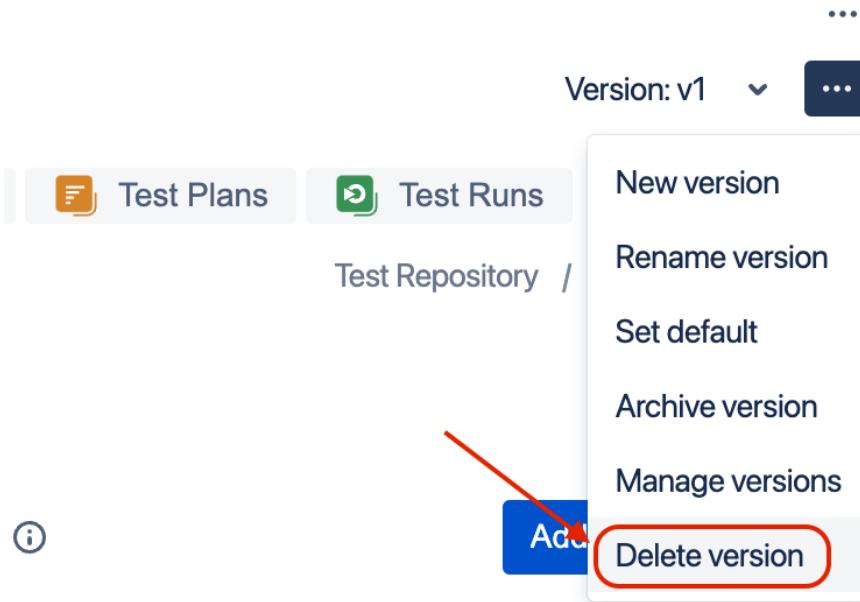 Version: v1
Test Plans
Test Runs
Test Repository /
New version
Rename version
Set default
Archive version
Manage versions
Add
Delete version